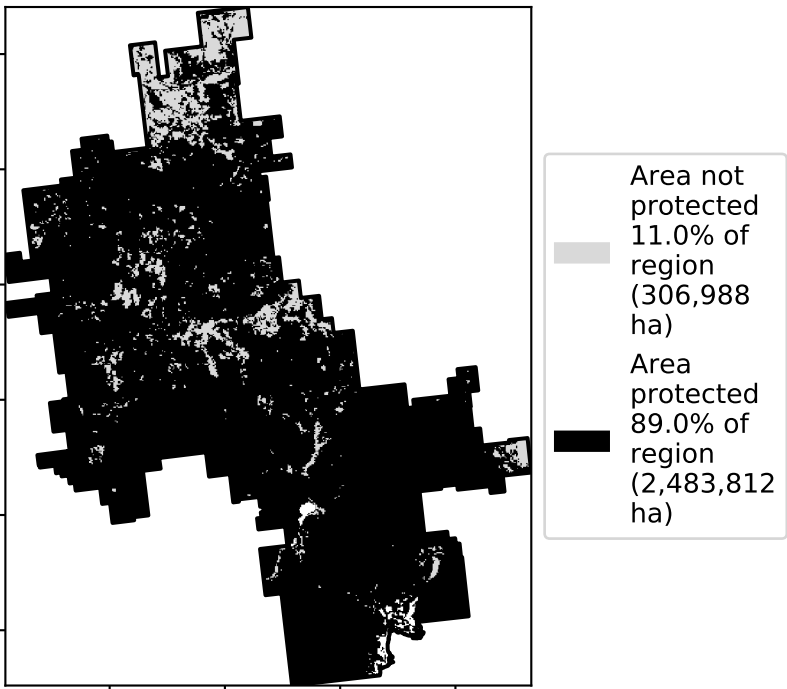 Area not
protected
11.0% of
region
(306,988
ha)
Area
protected
89.0% of
region
(2,483,812
ha)